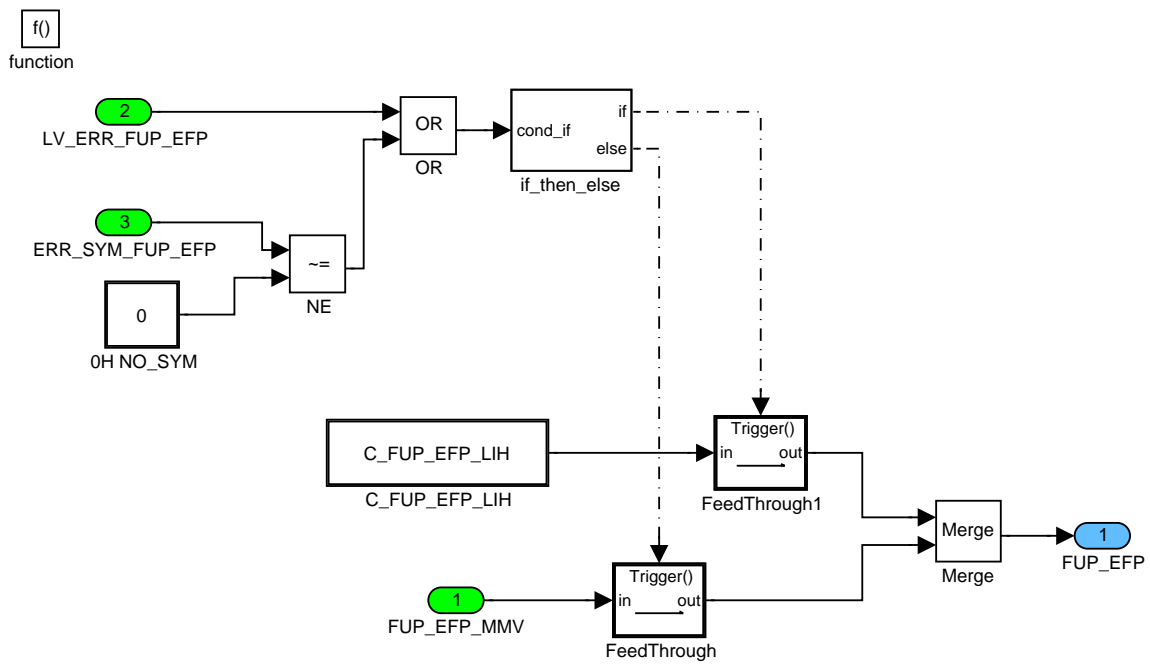 f()
function
2
LV_ERR_FUP_EFP
OR
OR
cond_if
if
else
if_then_else
3
ERR_SYM_FUP_EFP
~=
NE
0
0H NO_SYM
C_FUP_EFP_LIH
C_FUP_EFP_LIH
Trigger()
in
out
FeedThrough1
Merge
Merge
1
FUP_EFP
1
FUP_EFP_MMV
Trigger()
in
out
FeedThrough